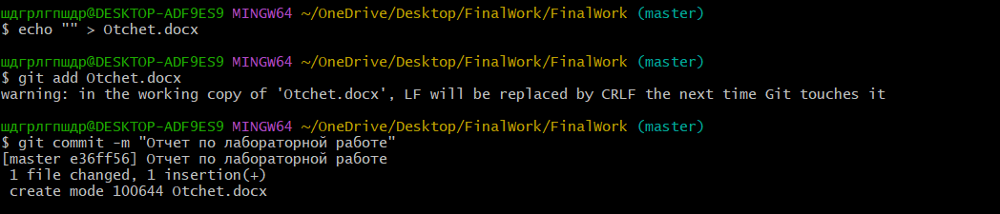 щдгрлгпшдр@DESKTOP-ADF9ES9 MINGW64 ~/OneDrive/Desktop/FinalWork/FinalWork (master)
$ echo "" > Otchet.docx
щдгрлгпшдр@DESKTOP-ADF9ES9 MINGW64 ~/OneDrive/Desktop/FinalWork/FinalWork (master)
$ git add Otchet.docx
warning: in the working copy of 'Otchet.docx', LF will be replaced by CRLF the next time Git touches it
щдгрлгпшдр@DESKTOP-ADF9ES9 MINGW64 ~/OneDrive/Desktop/FinalWork/FinalWork (master)
$ git commit -m "Отчет по лабораторной работе"
[master e36ff56] Отчет по лабораторной работе
 1 file changed, 1 insertion(+)
 create mode 100644 Otchet.docx